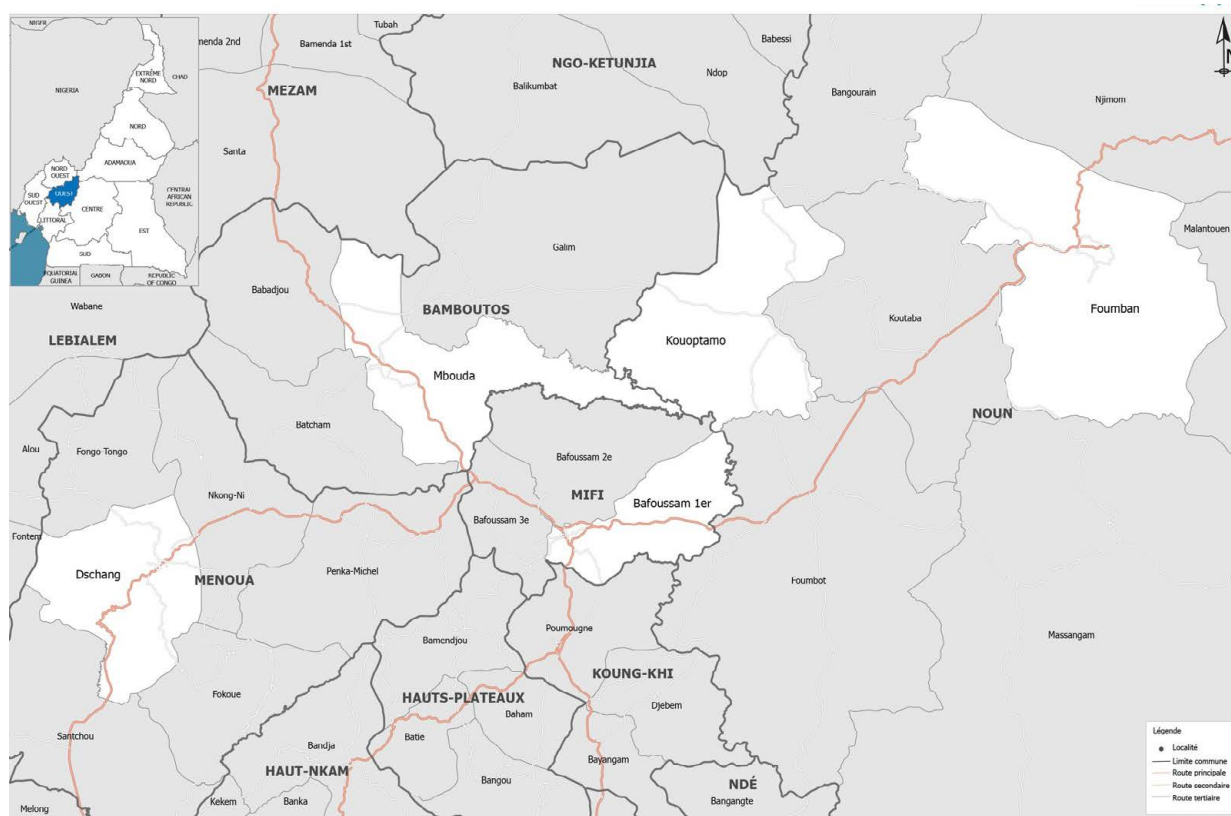 NIGERIA
CHAD
EXTRÊME
NORD
NIGERIA
NORD
ADAMAOUA
NORD
OUEST
SUD
OUEST
OUEST
CENTRAL
AFRICAN
REPUBLIC
CENTRE
LITTORAL
EST
SUD
EQUATORIAL
GUINEA
GABON
REPUBLIC
OF CONGO
menda 2nd
Bamenda 1st
Tubah
Babessi
NGO-KETUNJIA
Ndop
Balikumbat
MEZAM
Bangourain
Njimom
N
Santa
Malantouen
Galim
Babadjou
Wabane
BAMBOUTOS
Koutaba
Foumban
LEBIALEM
Kouoptamo
Mbouda
NOUN
Batcham
Alou
Fongo Tongo
Bafoussam 2e
Nkong-Ni
MIFI
Bafoussam 1er
Bafoussam 3e
Fontem
Dschang
MENOUA
Penka-Michel
Foumbot
Poumougne
Massangam
Bamendjou
KOUNG-KHI
Fokoue
HAUTS-PLATEAUX
Djebem
Baham
Santchou
Batie
Bandja
Bayangam
HAUT-NKAM
Bangou
NDÉ
Kekem
Banka
Bangangte
Melong
Légende
Localité
Limite commune
Route principale
Route secondaire
Route tertiaire